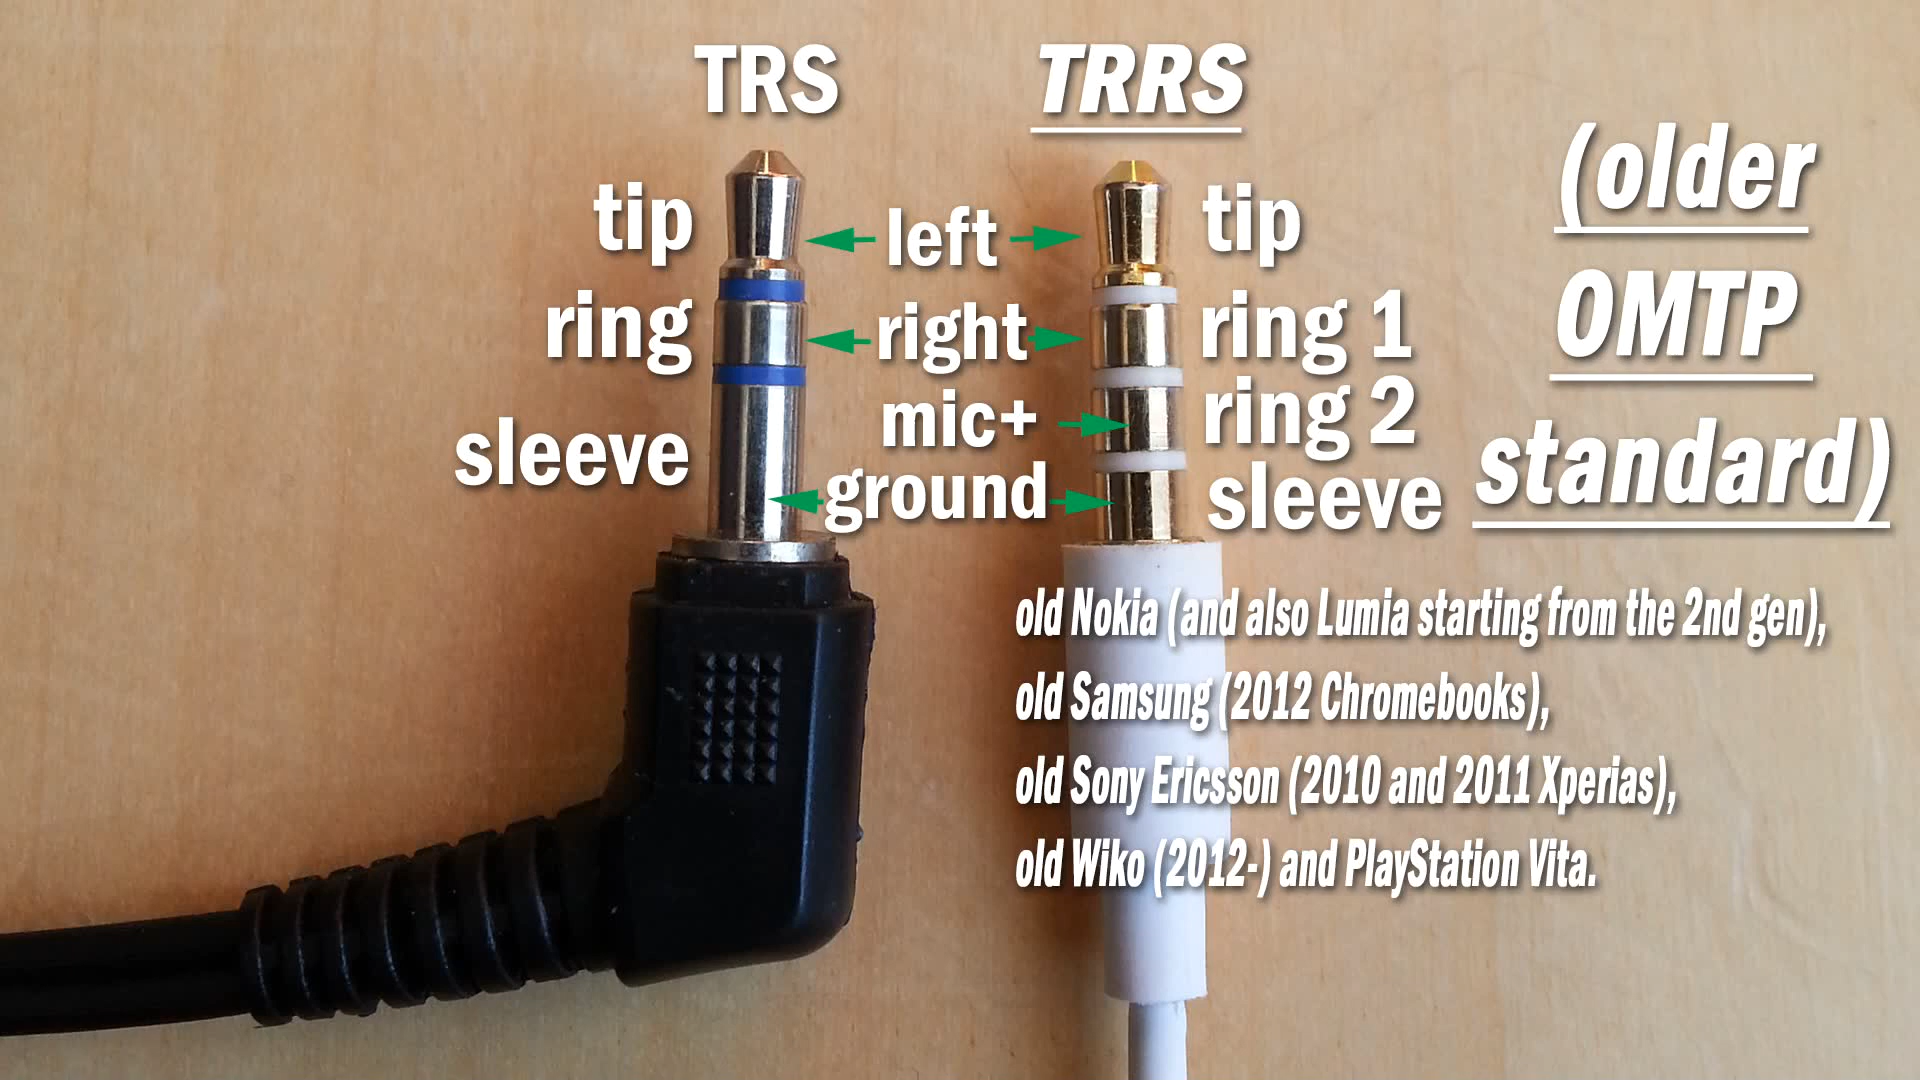 TRS TRRS
(older
OMTP
standard)
tip left tip
ring right ring 1
mic+ ring 2
sleeve ground sleeve
old Nokia (and also Lumia starting from the 2nd gen),
old Samsung (2012 Chromebooks),
old Sony Ericsson (2010 and 2011 Xperias),
old Wiko (2012-) and PlayStation Vita.